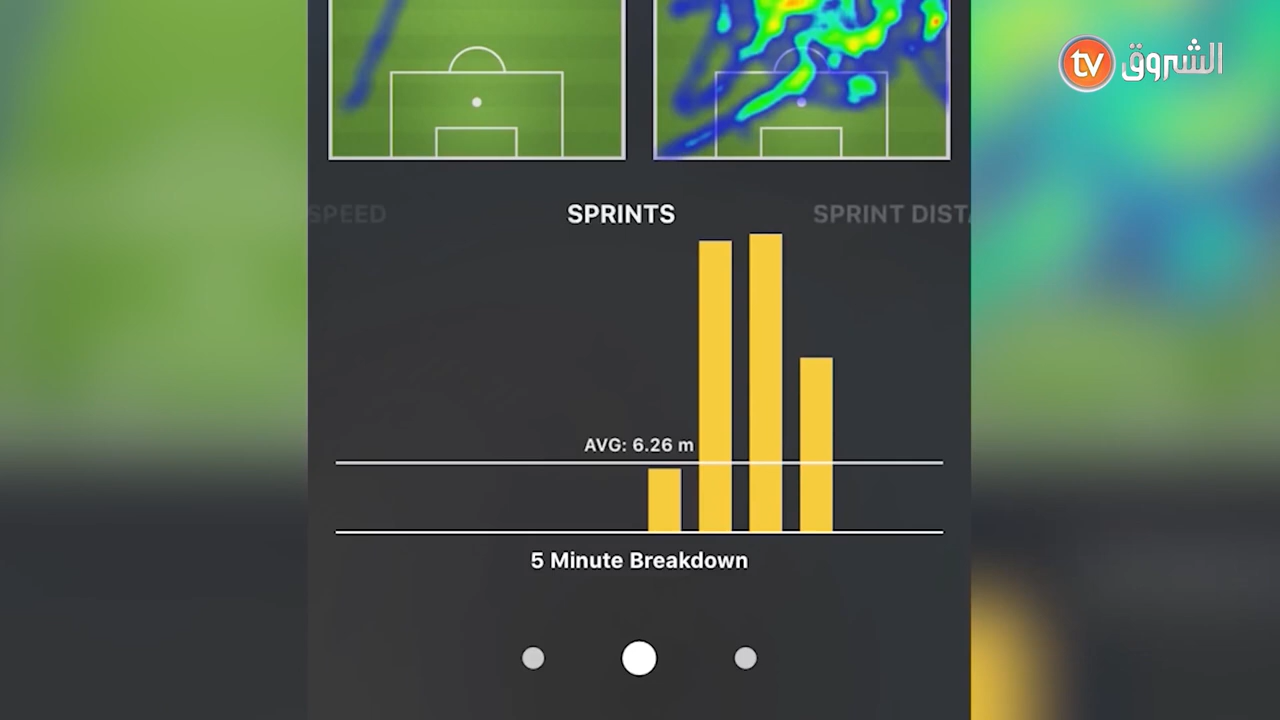 tv الشروق
SPEED
SPRINTS
SPRINT DISTA
AVG: 6.26 m
5 Minute Breakdown